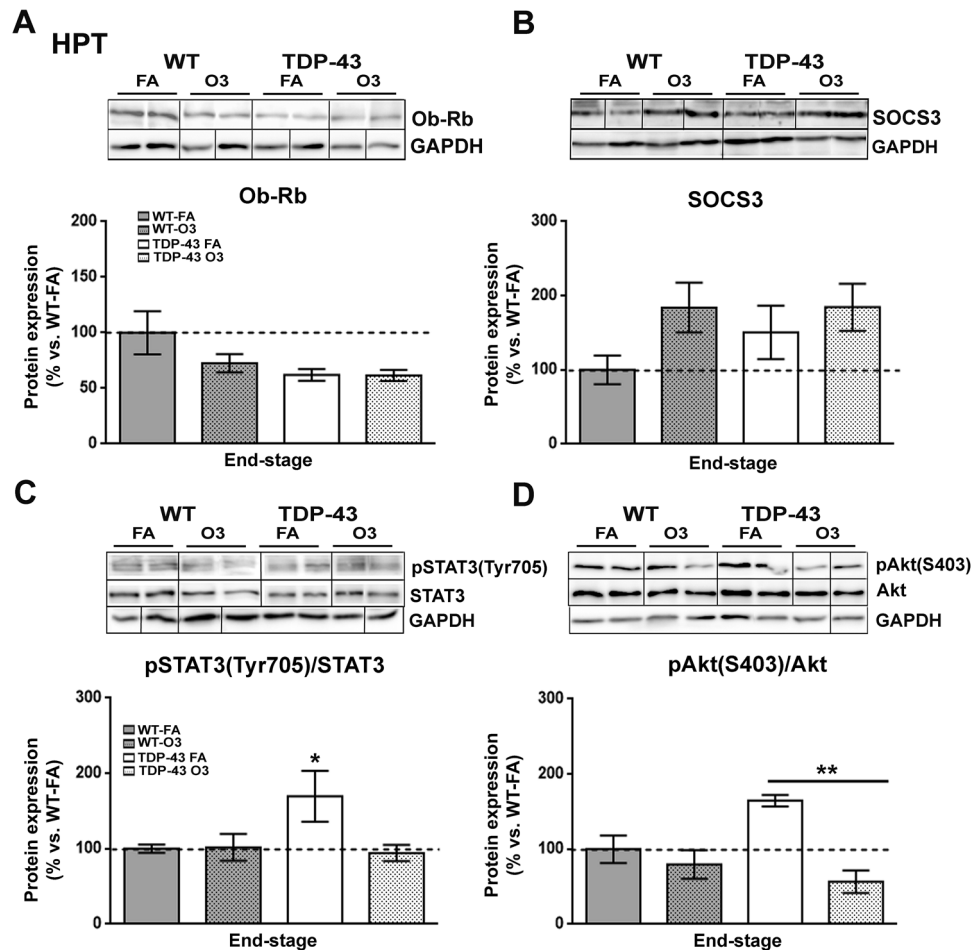 A
HPT
WT TDP-43
FA O3 FA O3
Ob-Rb
GAPDH
Ob-Rb
Protein expression
(% vs. WT-FA)
200
150
100
50
0
WT-FA
WT-O3
TDP-43 FA
TDP-43 O3
End-stage
B
WT TDP-43
FA O3 FA O3
SOCS3
GAPDH
SOCS3
Protein expression
(% vs. WT-FA)
300
200
100
0
End-stage
C
WT TDP-43
FA O3 FA O3
pSTAT3(Tyr705)
STAT3
GAPDH
pSTAT3(Tyr705)/STAT3
Protein expression
(% vs. WT-FA)
300
200
100
0
WT-FA
WT-O3
TDP-43 FA
TDP-43 O3
*
End-stage
D
WT TDP-43
FA O3 FA O3
pAkt(S403)
Akt
GAPDH
pAkt(S403)/Akt
Protein expression
(% vs. WT-FA)
300
200
100
0
**
End-stage